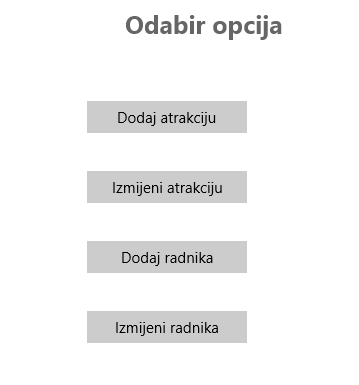 Odabir opcija
Dodaj atrakciju
Izmijeni atrakciju
Dodaj radnika
Izmijeni radnika